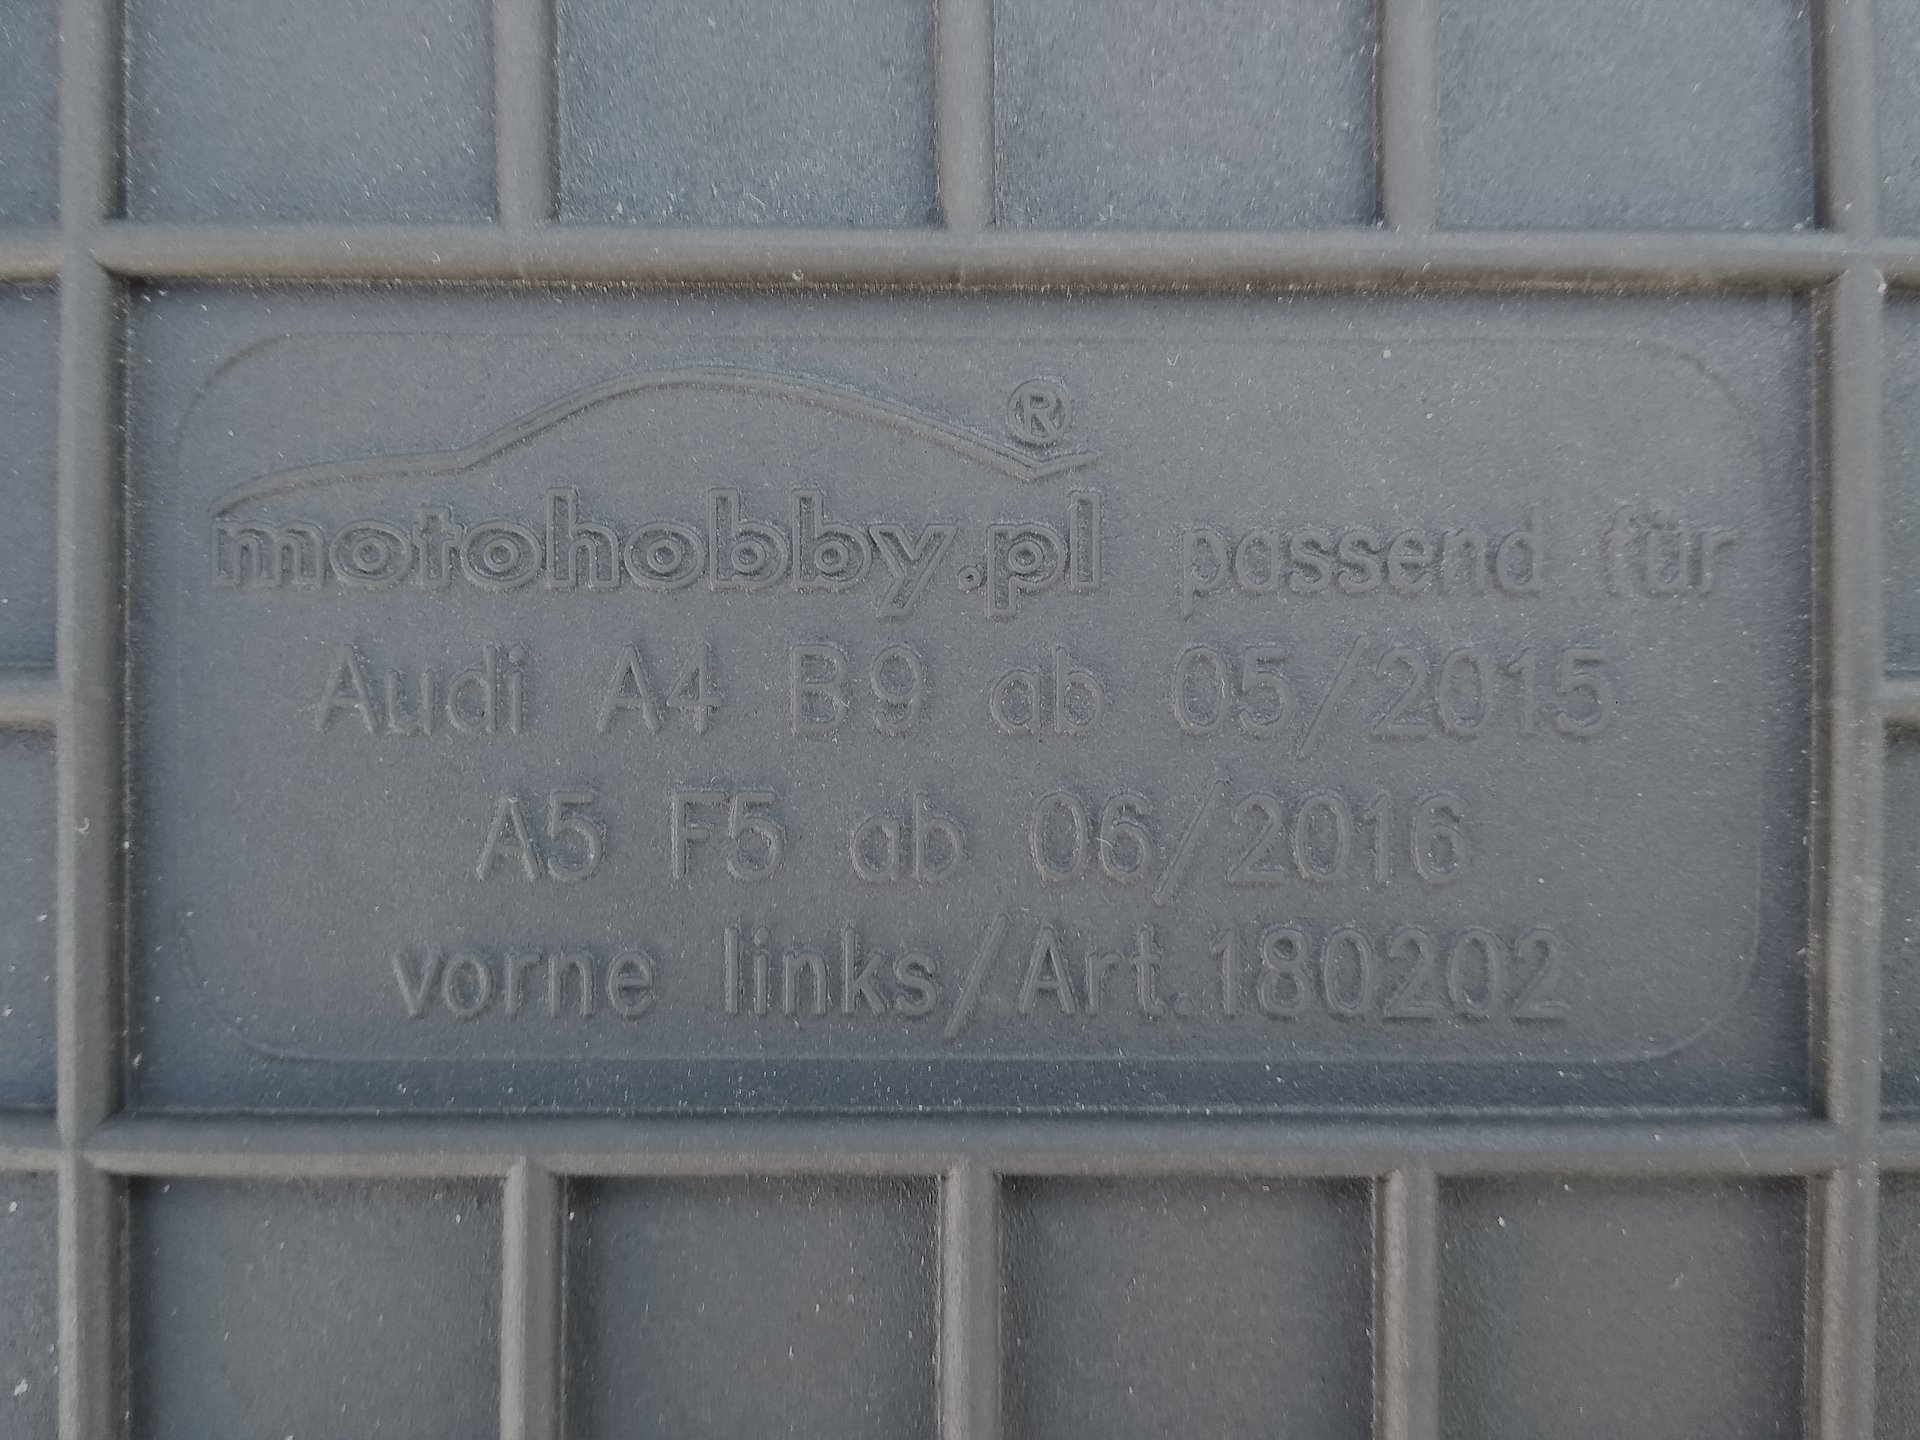 motohobby.pl® passend für
Audi A4 B9 ab 05/2015
A5 F5 ab 06/2016
vorne links/Art.180202